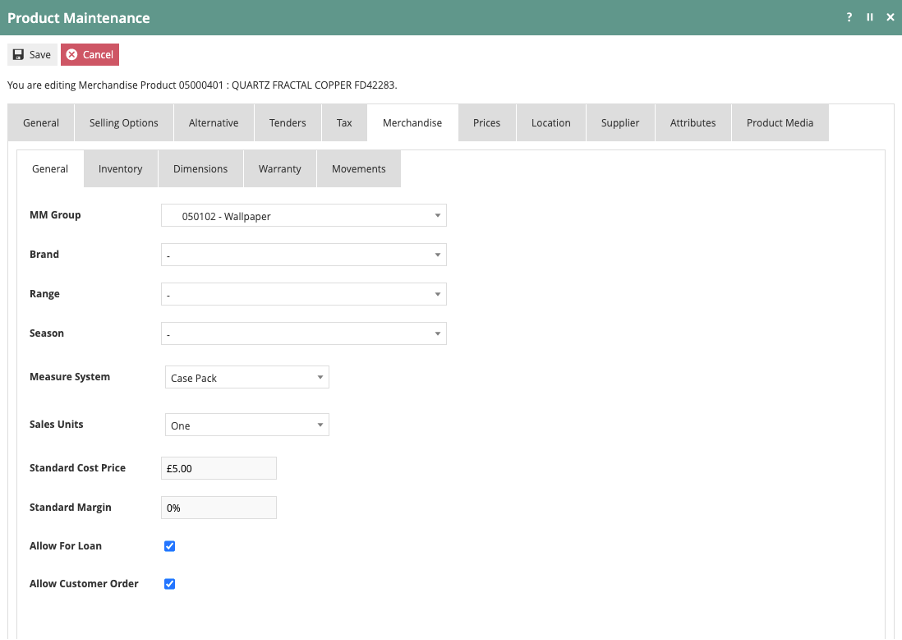 Product Maintenance ? II ×
Save Cancel
You are editing Merchandise Product 05000401 : QUARTZ FRACTAL COPPER FD42283.
General Selling Options Alternative Tenders Tax Merchandise Prices Location Supplier Attributes Product Media
General Inventory Dimensions Warranty Movements
MM Group 050102 - Wallpaper
Brand -
Range -
Season -
Measure System Case Pack
Sales Units One
Standard Cost Price £5.00
Standard Margin 0%
Allow For Loan
Allow Customer Order